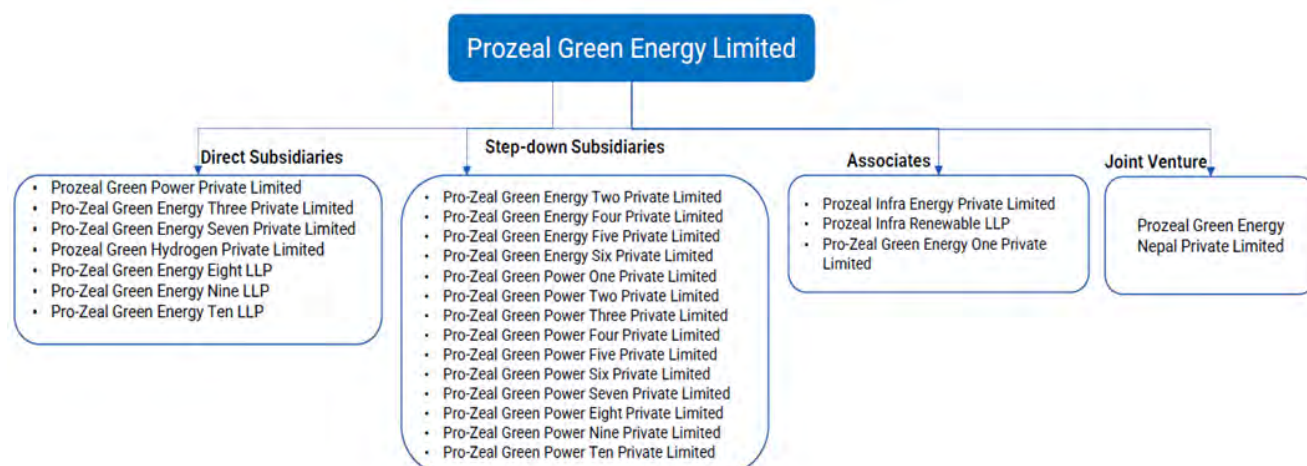 Prozeal Green Energy Limited
Direct Subsidiaries
Prozeal Green Power Private Limited
Pro-Zeal Green Energy Three Private Limited
Pro-Zeal Green Energy Seven Private Limited
Prozeal Green Hydrogen Private Limited
Pro-Zeal Green Energy Eight LLP
Pro-Zeal Green Energy Nine LLP
Pro-Zeal Green Energy Ten LLP
Step-down Subsidiaries
Pro-Zeal Green Energy Two Private Limited
Pro-Zeal Green Energy Four Private Limited
Pro-Zeal Green Energy Five Private Limited
Pro-Zeal Green Energy Six Private Limited
Pro-Zeal Green Power One Private Limited
Pro-Zeal Green Power Two Private Limited
Pro-Zeal Green Power Three Private Limited
Pro-Zeal Green Power Four Private Limited
Pro-Zeal Green Power Five Private Limited
Pro-Zeal Green Power Six Private Limited
Pro-Zeal Green Power Seven Private Limited
Pro-Zeal Green Power Eight Private Limited
Pro-Zeal Green Power Nine Private Limited
Pro-Zeal Green Power Ten Private Limited
Associates
Prozeal Infra Energy Private Limited
Prozeal Infra Renewable LLP
Pro-Zeal Green Energy One Private
Limited
Joint Venture
Prozeal Green Energy
Nepal Private Limited